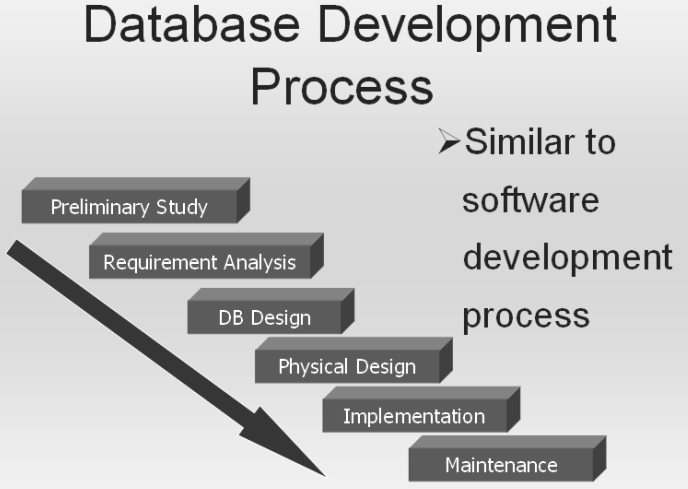 Database Development
Process
➢Similar to
software
development
process
Preliminary Study
Requirement Analysis
DB Design
Physical Design
Implementation
Maintenance